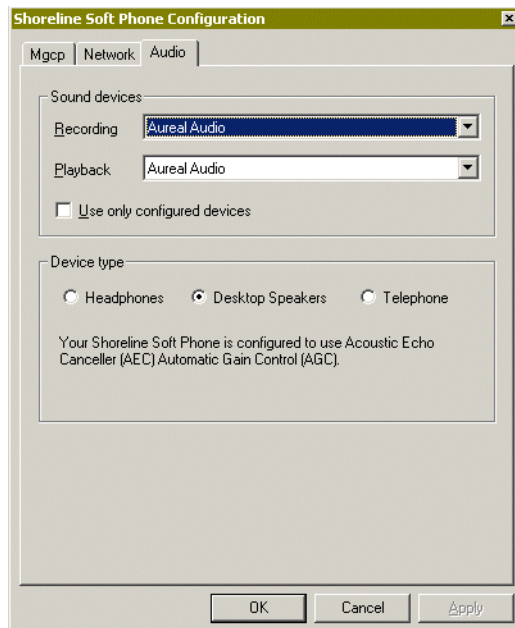 Shoreline Soft Phone Configuration
Mgcp Network Audio
Sound devices
Recording Aureal Audio
Playback Aureal Audio
Use only configured devices
Device type
Headphones Desktop Speakers Telephone
Your Shoreline Soft Phone is configured to use Acoustic Echo
Canceller (AEC) Automatic Gain Control (AGC).
OK Cancel Apply